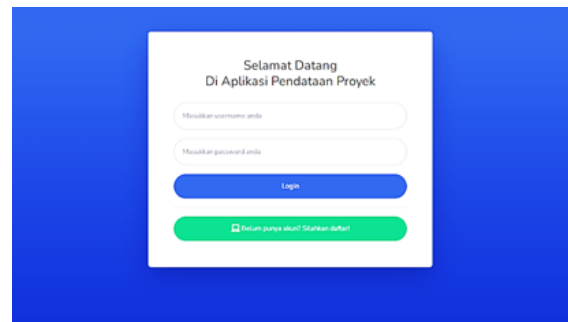 Selamat Datang
Di Aplikasi Pendataan Proyek
Masukkan username anda
Masukkan password anda
Login
Belum punya akun? Silahkan daftar!